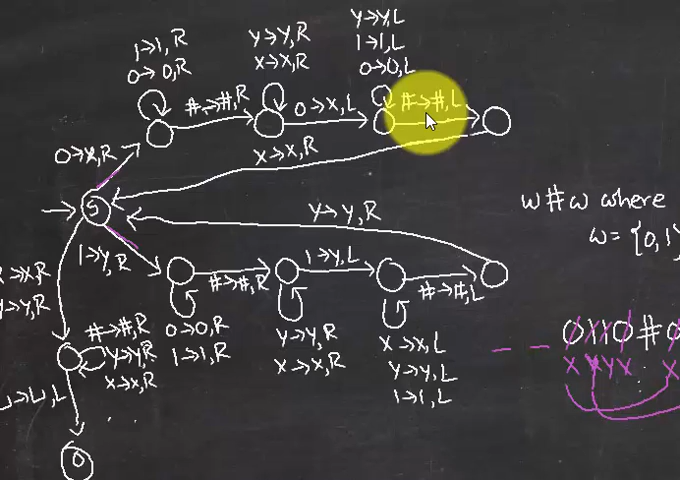 y→y,L
1→1,L
0→0,L
y→y,R
x→x,R
1→1,R
0→0,R
#→#,R
0→x,L
#→#,L
0→x,R
x→x,R
S
y→y,R
1→y,R
#→#,R
1→y,L
#→#,L
0→0,R
1→1,R
y→y,R
x→x,R
x→x,L
y→y,L
1→1,L
→x,R
y→y,R
#→#,R
y→y,R
x→x,R
⊔→⊔,L
w#w where
w={0,1}
#
x x y x x